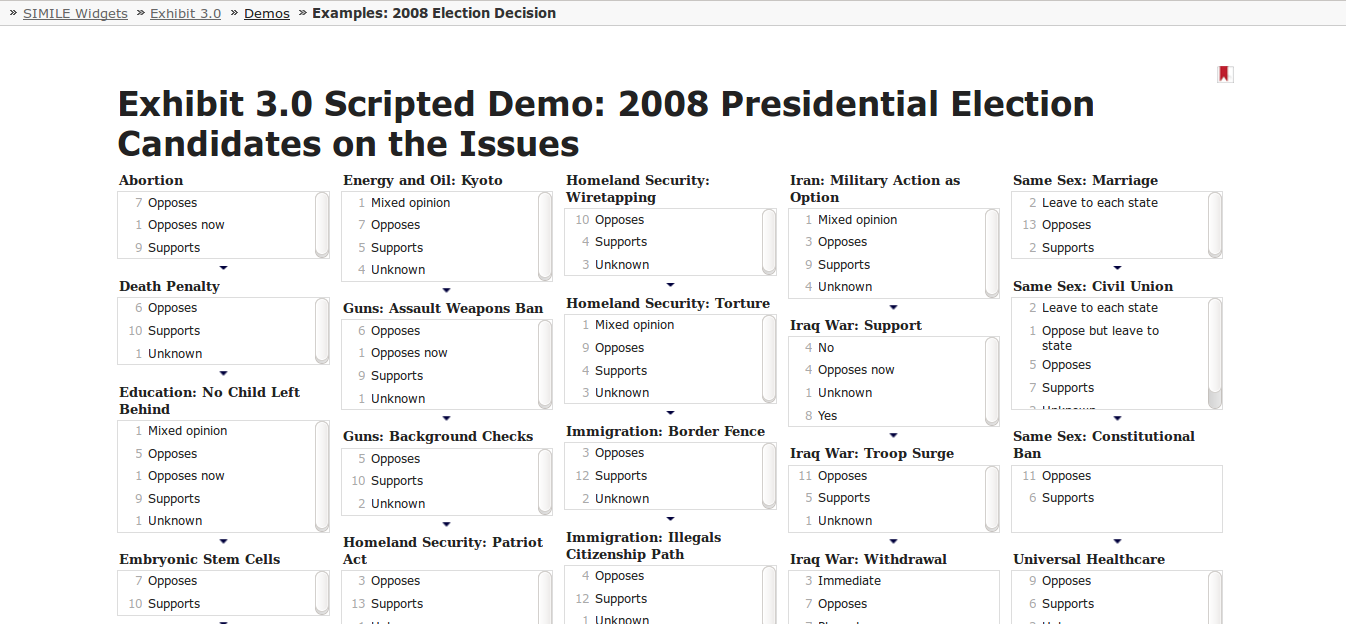 » SIMILE Widgets » Exhibit 3.0 » Demos » Examples: 2008 Election Decision
Exhibit 3.0 Scripted Demo: 2008 Presidential Election
Candidates on the Issues
Abortion
7 Opposes
1 Opposes now
9 Supports
Death Penalty
6 Opposes
10 Supports
1 Unknown
Education: No Child Left
Behind
1 Mixed opinion
5 Opposes
1 Opposes now
9 Supports
1 Unknown
Embryonic Stem Cells
7 Opposes
10 Supports
Energy and Oil: Kyoto
1 Mixed opinion
7 Opposes
5 Supports
4 Unknown
Guns: Assault Weapons Ban
6 Opposes
1 Opposes now
9 Supports
1 Unknown
Guns: Background Checks
5 Opposes
10 Supports
2 Unknown
Homeland Security: Patriot
Act
3 Opposes
13 Supports
Homeland Security:
Wiretapping
10 Opposes
4 Supports
3 Unknown
Homeland Security: Torture
1 Mixed opinion
9 Opposes
4 Supports
3 Unknown
Immigration: Border Fence
3 Opposes
12 Supports
2 Unknown
Immigration: Illegals
Citizenship Path
4 Opposes
12 Supports
1 Unknown
Iran: Military Action as
Option
1 Mixed opinion
3 Opposes
9 Supports
4 Unknown
Iraq War: Support
4 No
4 Opposes now
1 Unknown
8 Yes
Iraq War: Troop Surge
11 Opposes
5 Supports
1 Unknown
Iraq War: Withdrawal
3 Immediate
7 Opposes
Same Sex: Marriage
2 Leave to each state
13 Opposes
2 Supports
Same Sex: Civil Union
2 Leave to each state
1 Oppose but leave to
state
5 Opposes
7 Supports
Same Sex: Constitutional
Ban
11 Opposes
6 Supports
Universal Healthcare
9 Opposes
6 Supports